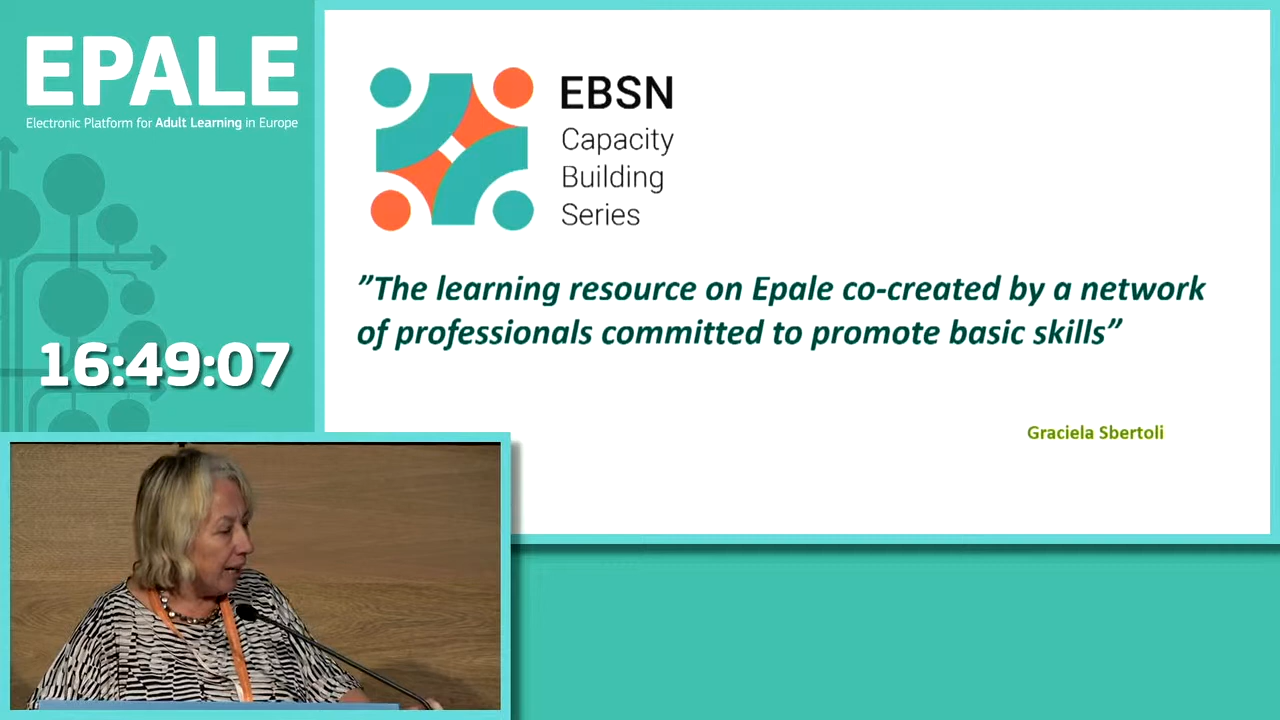 EPALE
Electronic Platform for Adult Learning in Europe
16:49:07
EBSN
Capacity
Building
Series
”The learning resource on Epale co-created by a network
of professionals committed to promote basic skills”
Graciela Sbertoli